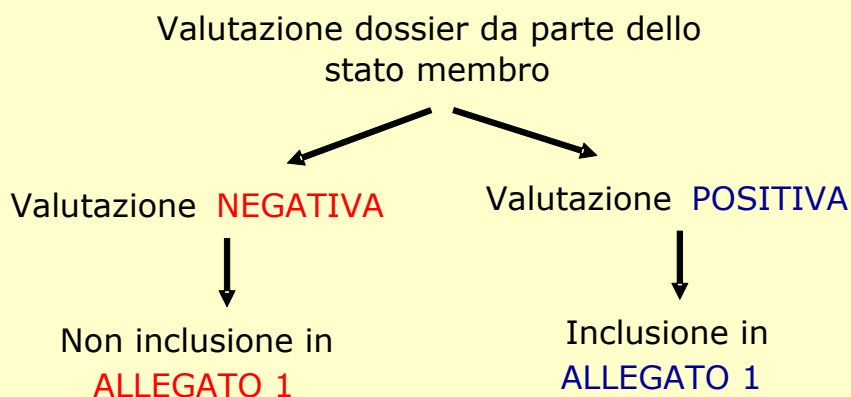 Valutazione dossier da parte dello
stato membro
Valutazione NEGATIVA
Valutazione POSITIVA
Non inclusione in
ALLEGATO 1
Inclusione in
ALLEGATO 1